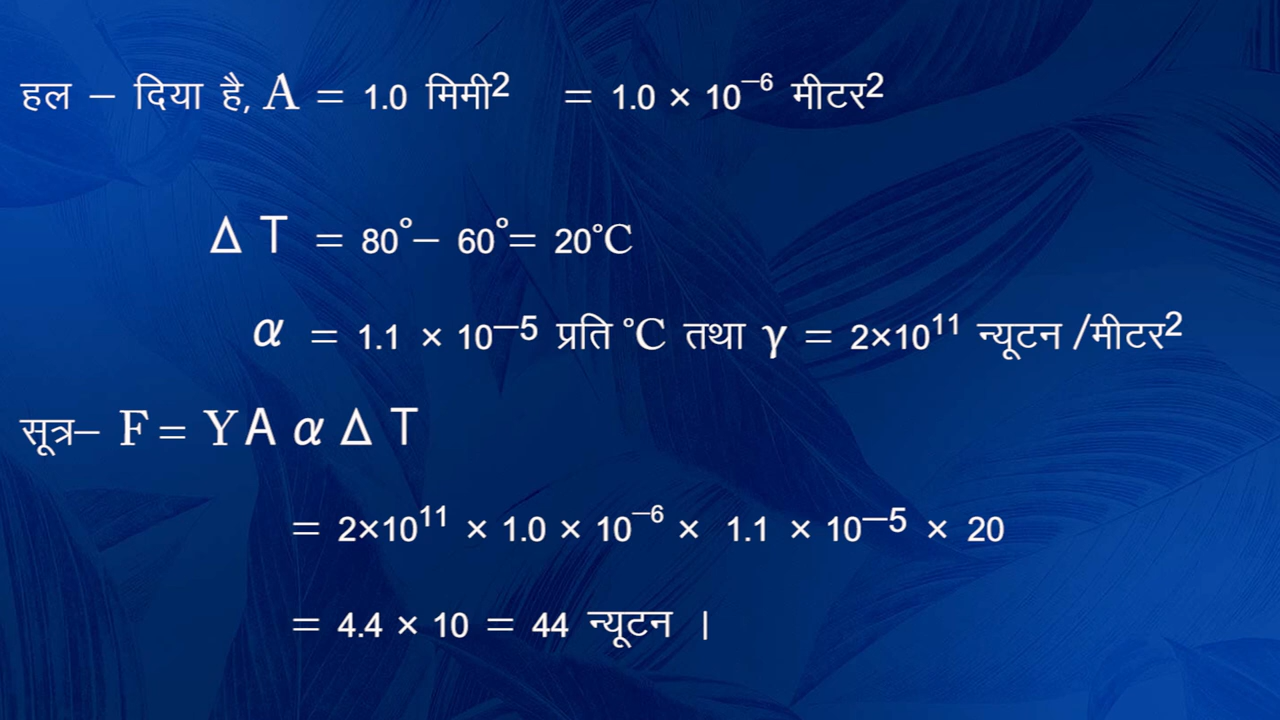 हल – दिया है, A = 1.0 मिमी² = 1.0 × 10⁻⁶ मीटर²
Δ T = 80°– 60°= 20°C
α = 1.1 × 10⁻⁵ प्रति °C तथा γ = 2×10¹¹ न्यूटन /मीटर²
सूत्र– F = Y A α Δ T
= 2×10¹¹ × 1.0 × 10⁻⁶ × 1.1 × 10⁻⁵ × 20
= 4.4 × 10 = 44 न्यूटन ।